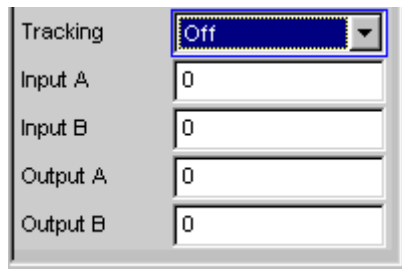 Tracking Off
Input A 0
Input B 0
Output A 0
Output B 0